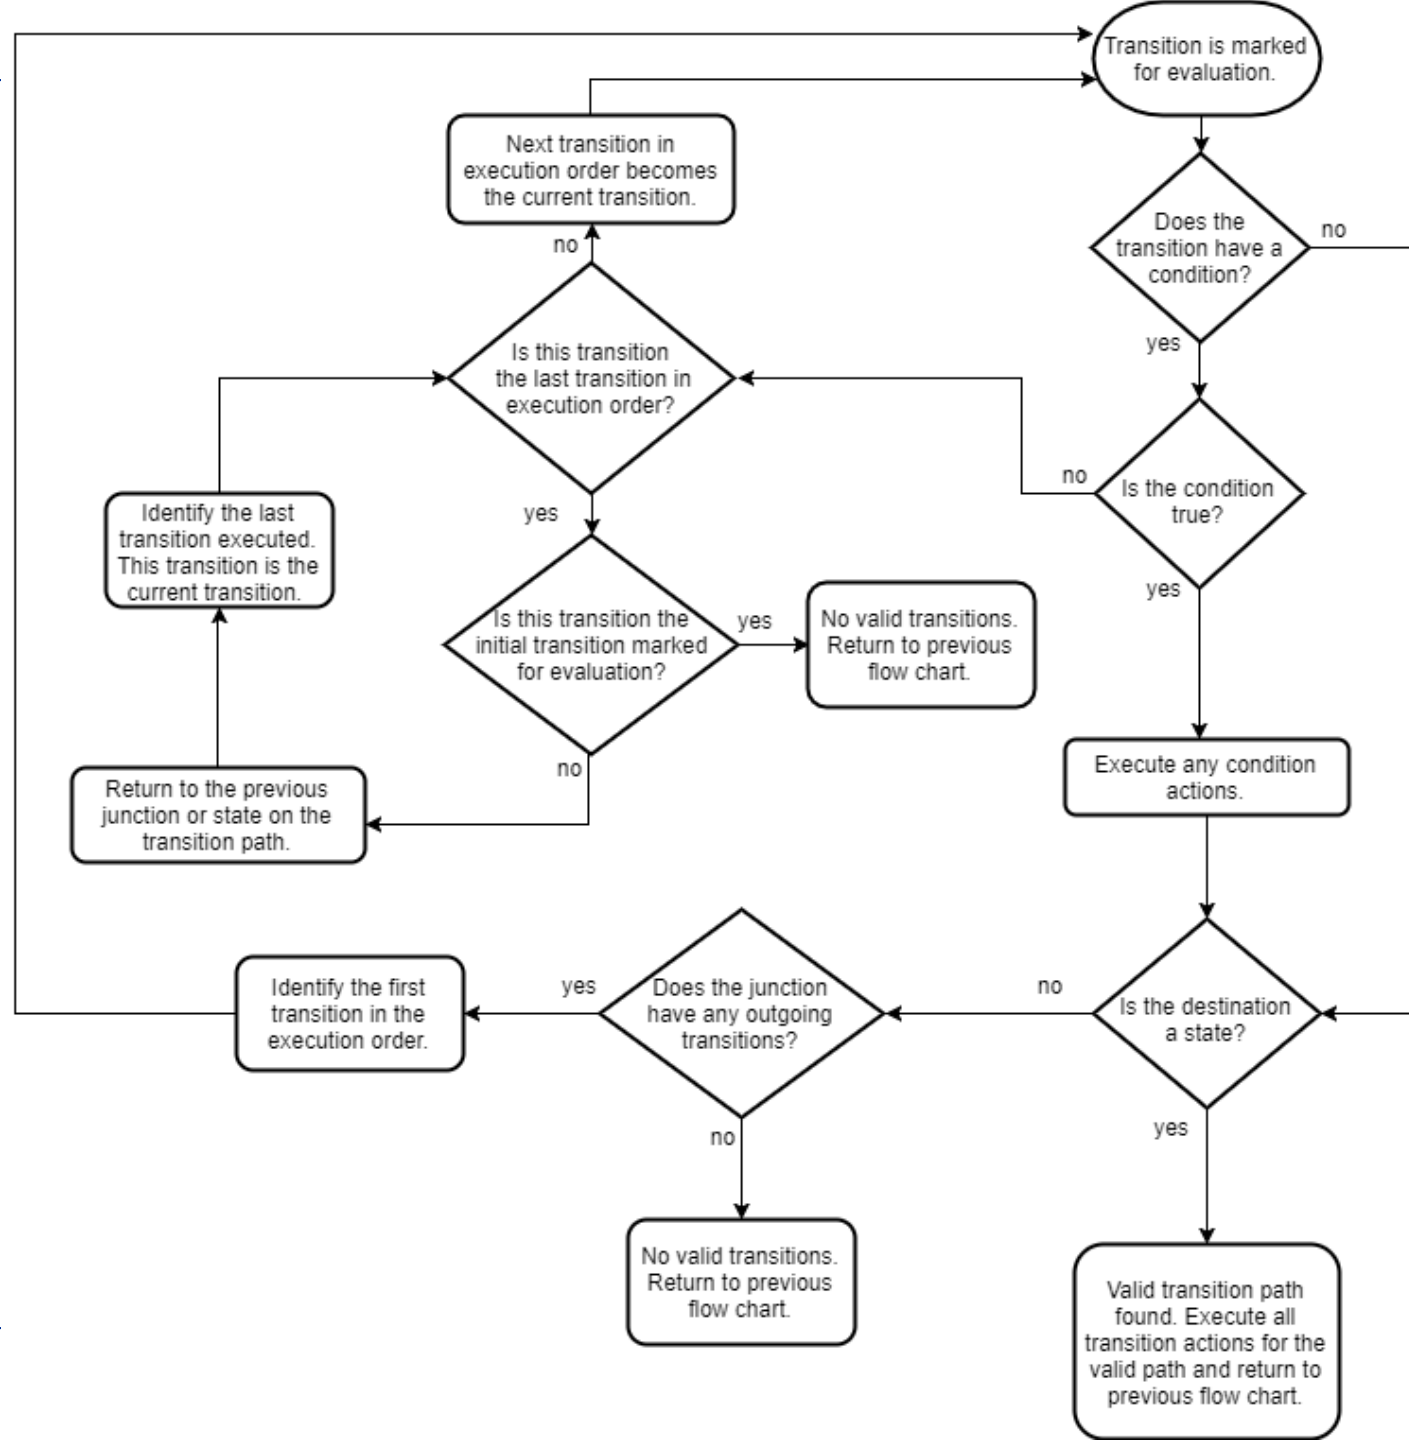 Transition is marked
for evaluation.
Next transition in
execution order becomes
the current transition.
Does the
transition have a
condition?
no
yes
no
Is this transition
the last transition in
execution order?
yes
Is the condition
true?
no
yes
Identify the last
transition executed.
This transition is the
current transition.
Is this transition the
initial transition marked
for evaluation?
yes
no
No valid transitions.
Return to previous
flow chart.
Return to the previous
junction or state on the
transition path.
Execute any condition
actions.
Identify the first
transition in the
execution order.
yes
Does the junction
have any outgoing
transitions?
no
no
Is the destination
a state?
yes
No valid transitions.
Return to previous
flow chart.
Valid transition path
found. Execute all
transition actions for the
valid path and return to
previous flow chart.